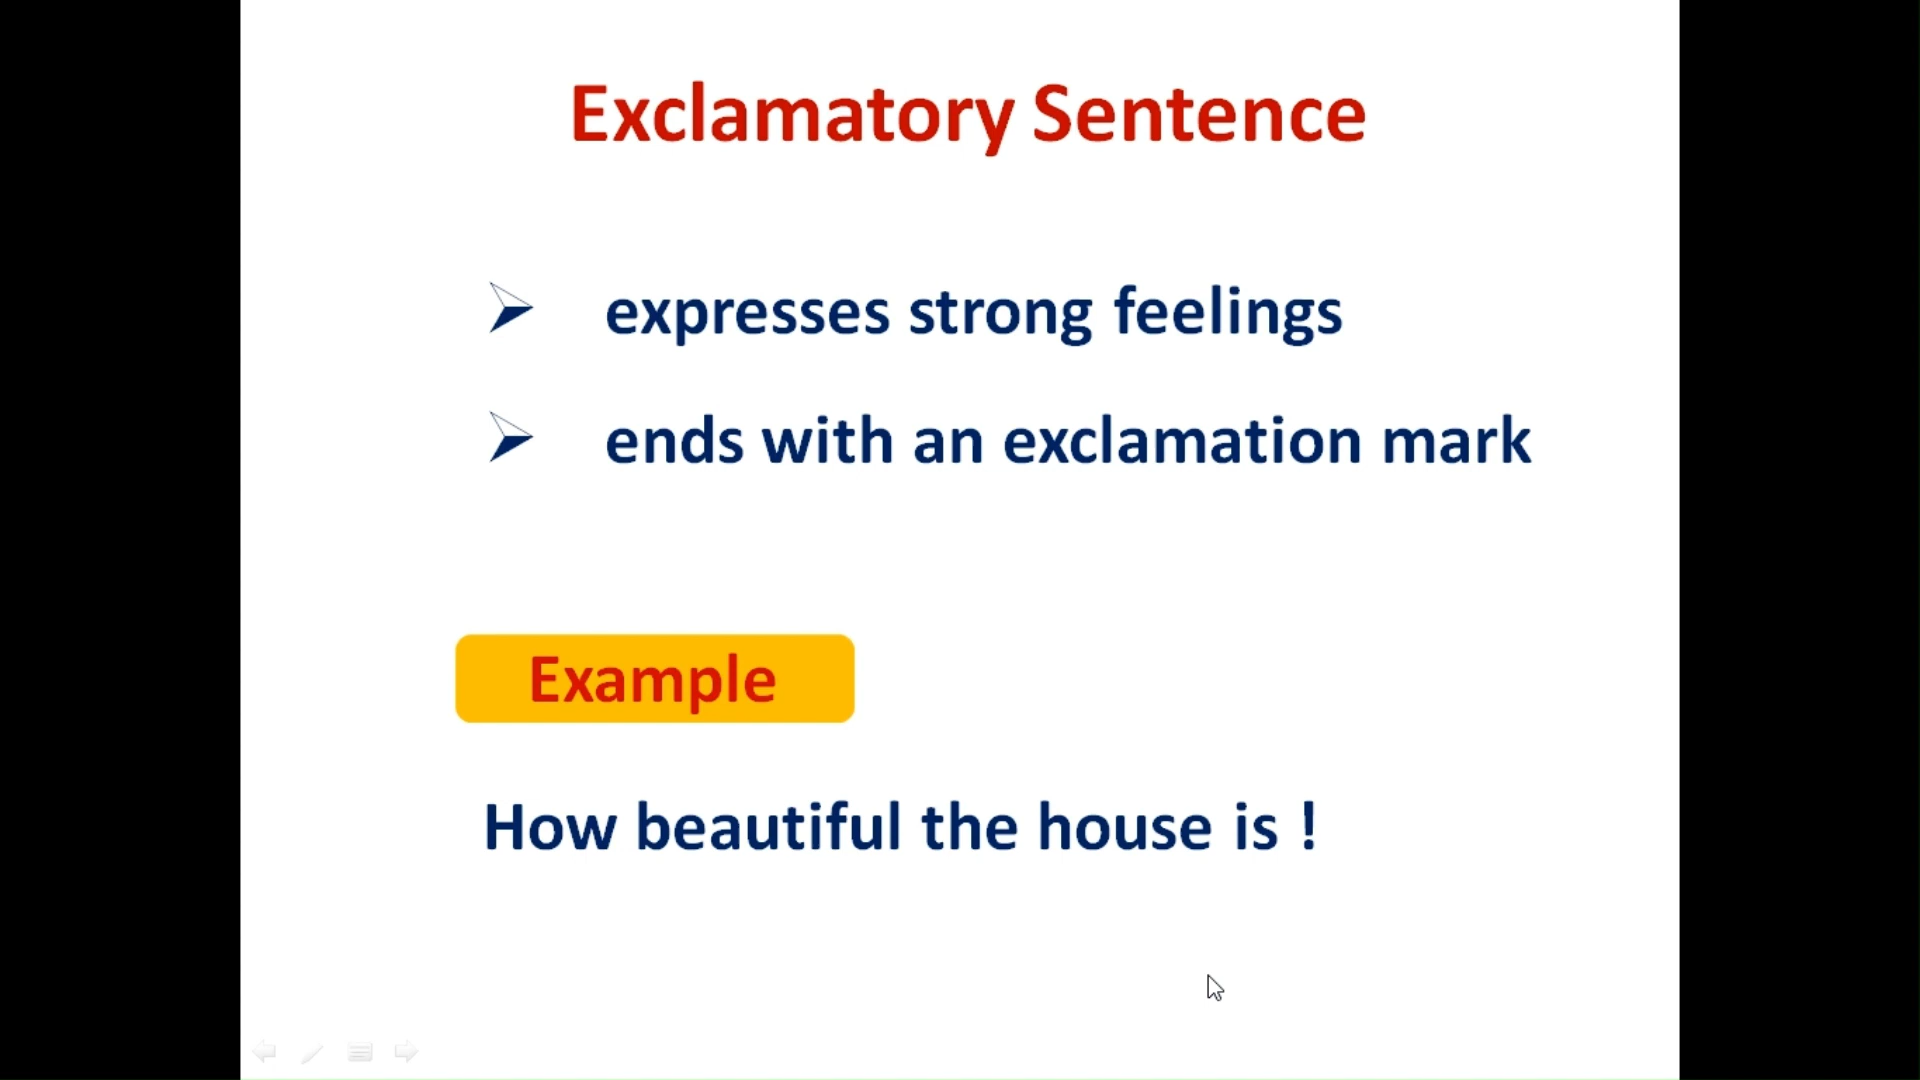 Exclamatory Sentence
expresses strong feelings
ends with an exclamation mark
Example
How beautiful the house is !